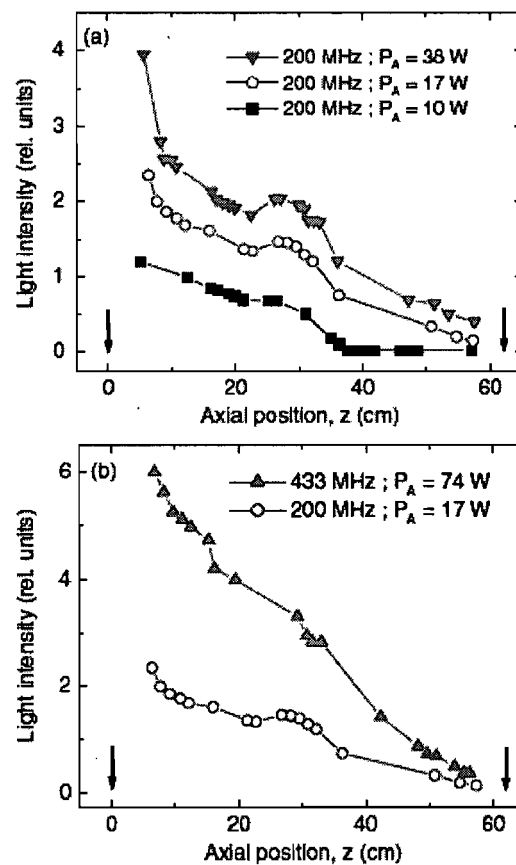 (a)
200 MHz ; P_A = 38 W
200 MHz ; P_A = 17 W
200 MHz ; P_A = 10 W
Light intensity (rel. units)
4
3
2
1
0
0 20 40 60
Axial position, z (cm)
(b)
433 MHz ; P_A = 74 W
200 MHz ; P_A = 17 W
Light intensity (rel. units)
6
4
2
0
0 20 40 60
Axial position, z (cm)